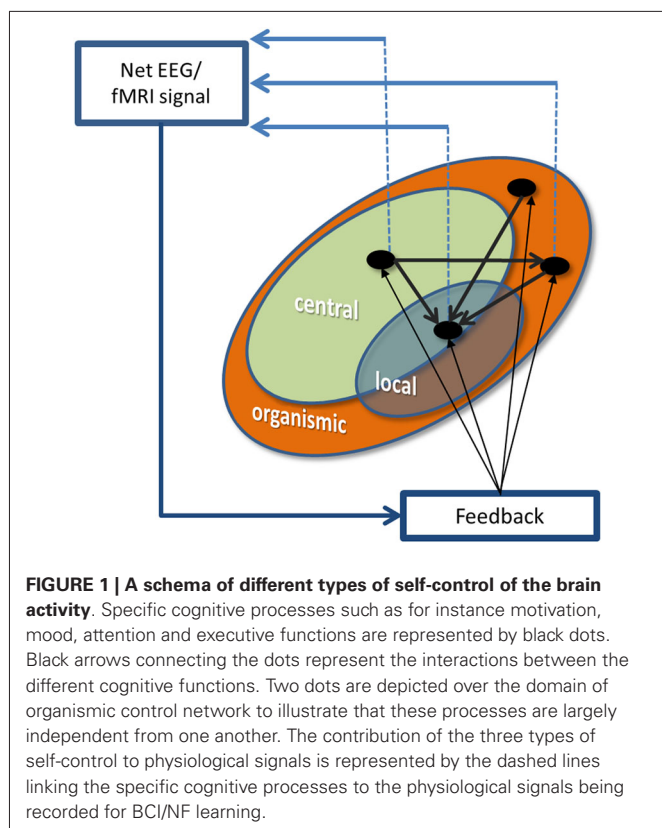 Net EEG/
fMRI signal
central
local
organismic
Feedback
FIGURE 1 | A schema of different types of self-control of the brain
activity. Specific cognitive processes such as for instance motivation,
mood, attention and executive functions are represented by black dots.
Black arrows connecting the dots represent the interactions between the
different cognitive functions. Two dots are depicted over the domain of
organismic control network to illustrate that these processes are largely
independent from one another. The contribution of the three types of
self-control to physiological signals is represented by the dashed lines
linking the specific cognitive processes to the physiological signals being
recorded for BCI/NF learning.